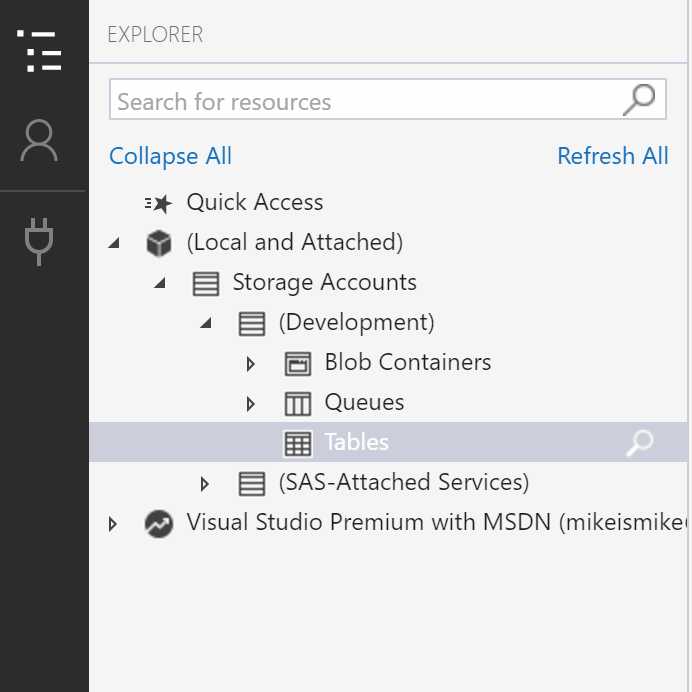 EXPLORER
Search for resources
Collapse All Refresh All
Quick Access
(Local and Attached)
Storage Accounts
(Development)
Blob Containers
Queues
Tables
(SAS-Attached Services)
Visual Studio Premium with MSDN (mikeismike